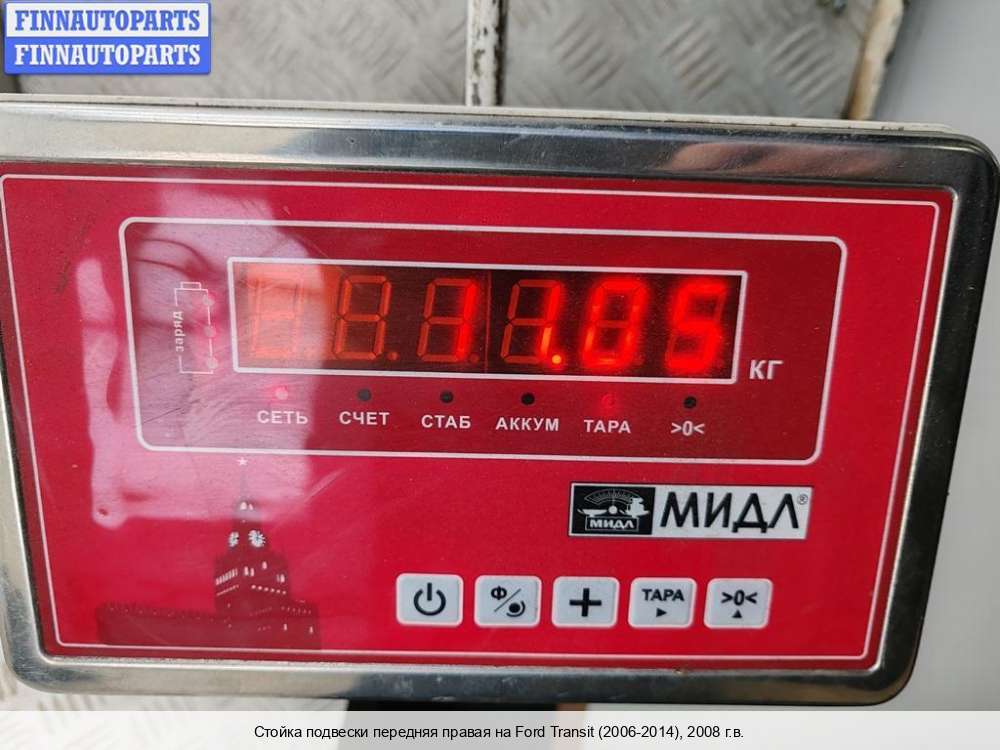 FINNAUTOPARTS
FINNAUTOPARTS
заряд
11.05
КГ
СЕТЬ СЧЕТ СТАБ АККУМ ТАРА >0<
МИДЛ МИДЛ®
Ф ТАРА >0<
Стойка подвески передняя правая на Ford Transit (2006-2014), 2008 г.в.